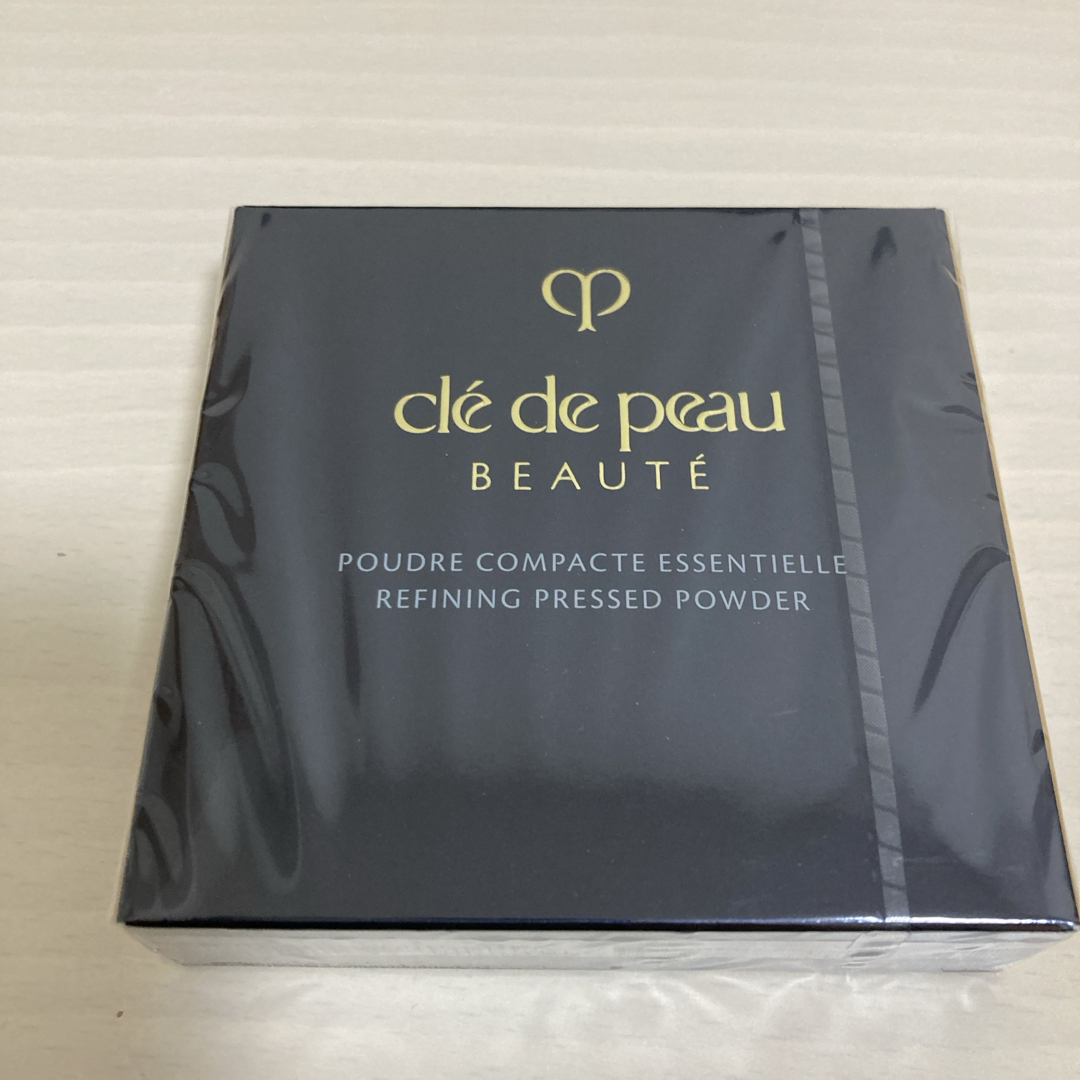 clé de peau
BEAUTÉ
POUDRE COMPACTE ESSENTIELLE
REFINING PRESSED POWDER